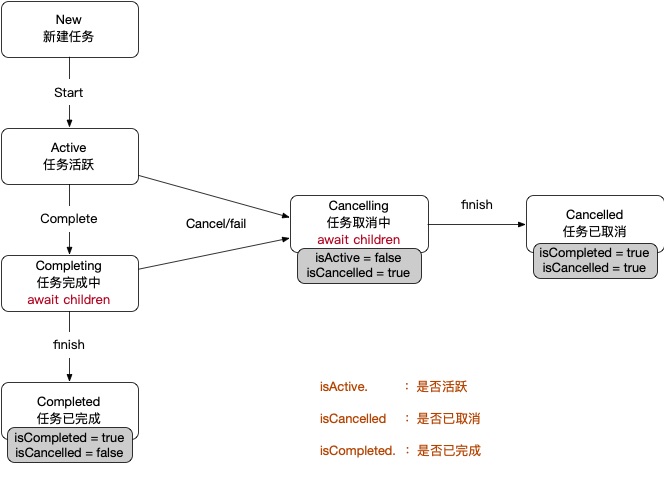 New
新建任务
Start
Active
任务活跃
Complete
Cancel/fail
Completing
任务完成中
await children
Cancelling
任务取消中
await children
isActive = false
isCancelled = true
finish
Cancelled
任务已取消
isCompleted = true
isCancelled = true
finish
Completed
任务已完成
isCompleted = true
isCancelled = false
isActive. ：是否活跃
isCancelled ：是否已取消
isCompleted. ：是否已完成